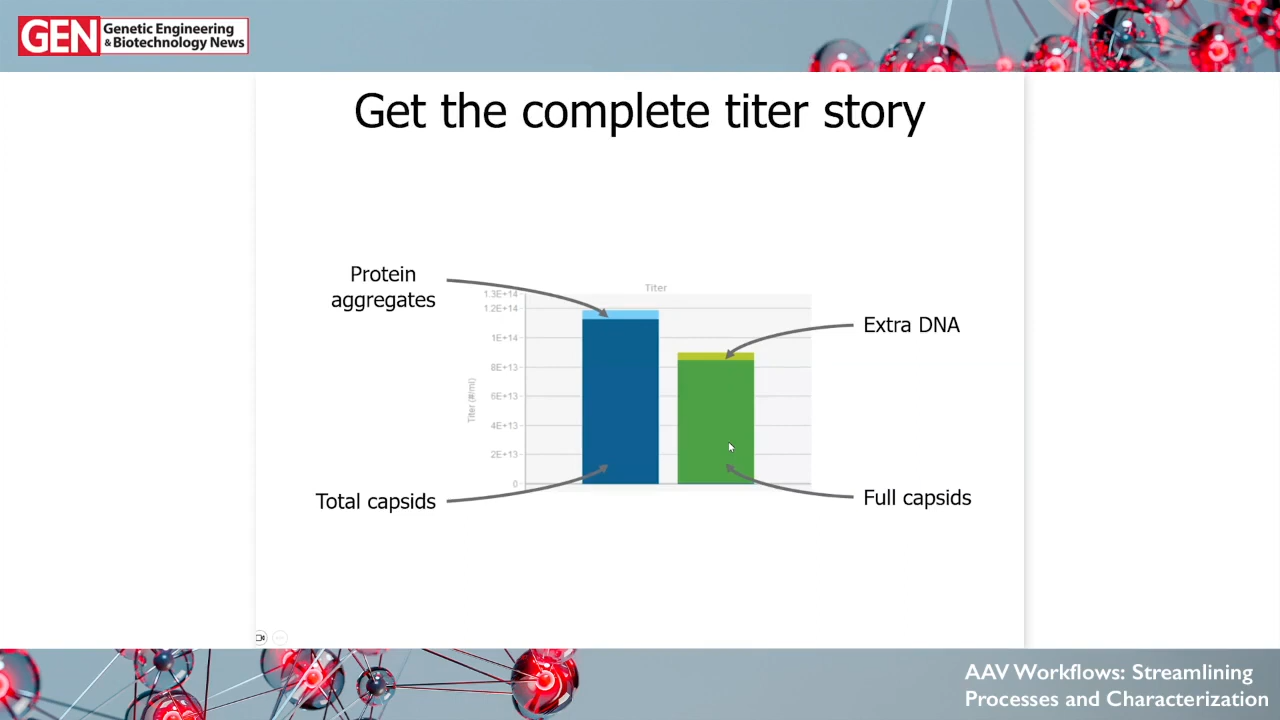 GEN Genetic Engineering
& Biotechnology News
Get the complete titer story
Protein
aggregates
Titer
1.3E+14
1.2E+14
1E+14
8E+13
6E+13
4E+13
2E+13
0
Titer (#/ml)
Extra DNA
Total capsids
Full capsids
AAV Workflows: Streamlining
Processes and Characterization